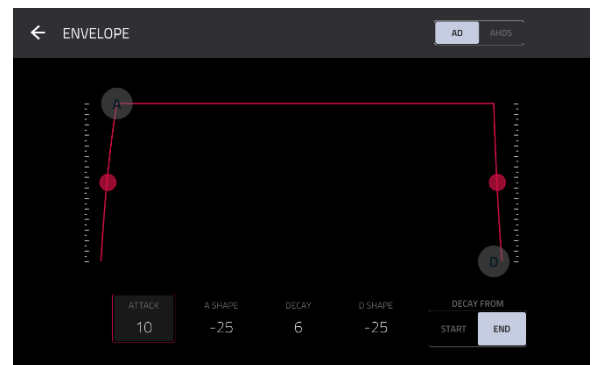 ENVELOPE
AD AHDS
A
D
ATTACK A SHAPE DECAY D SHAPE DECAY FROM
10 -25 6 -25 START END